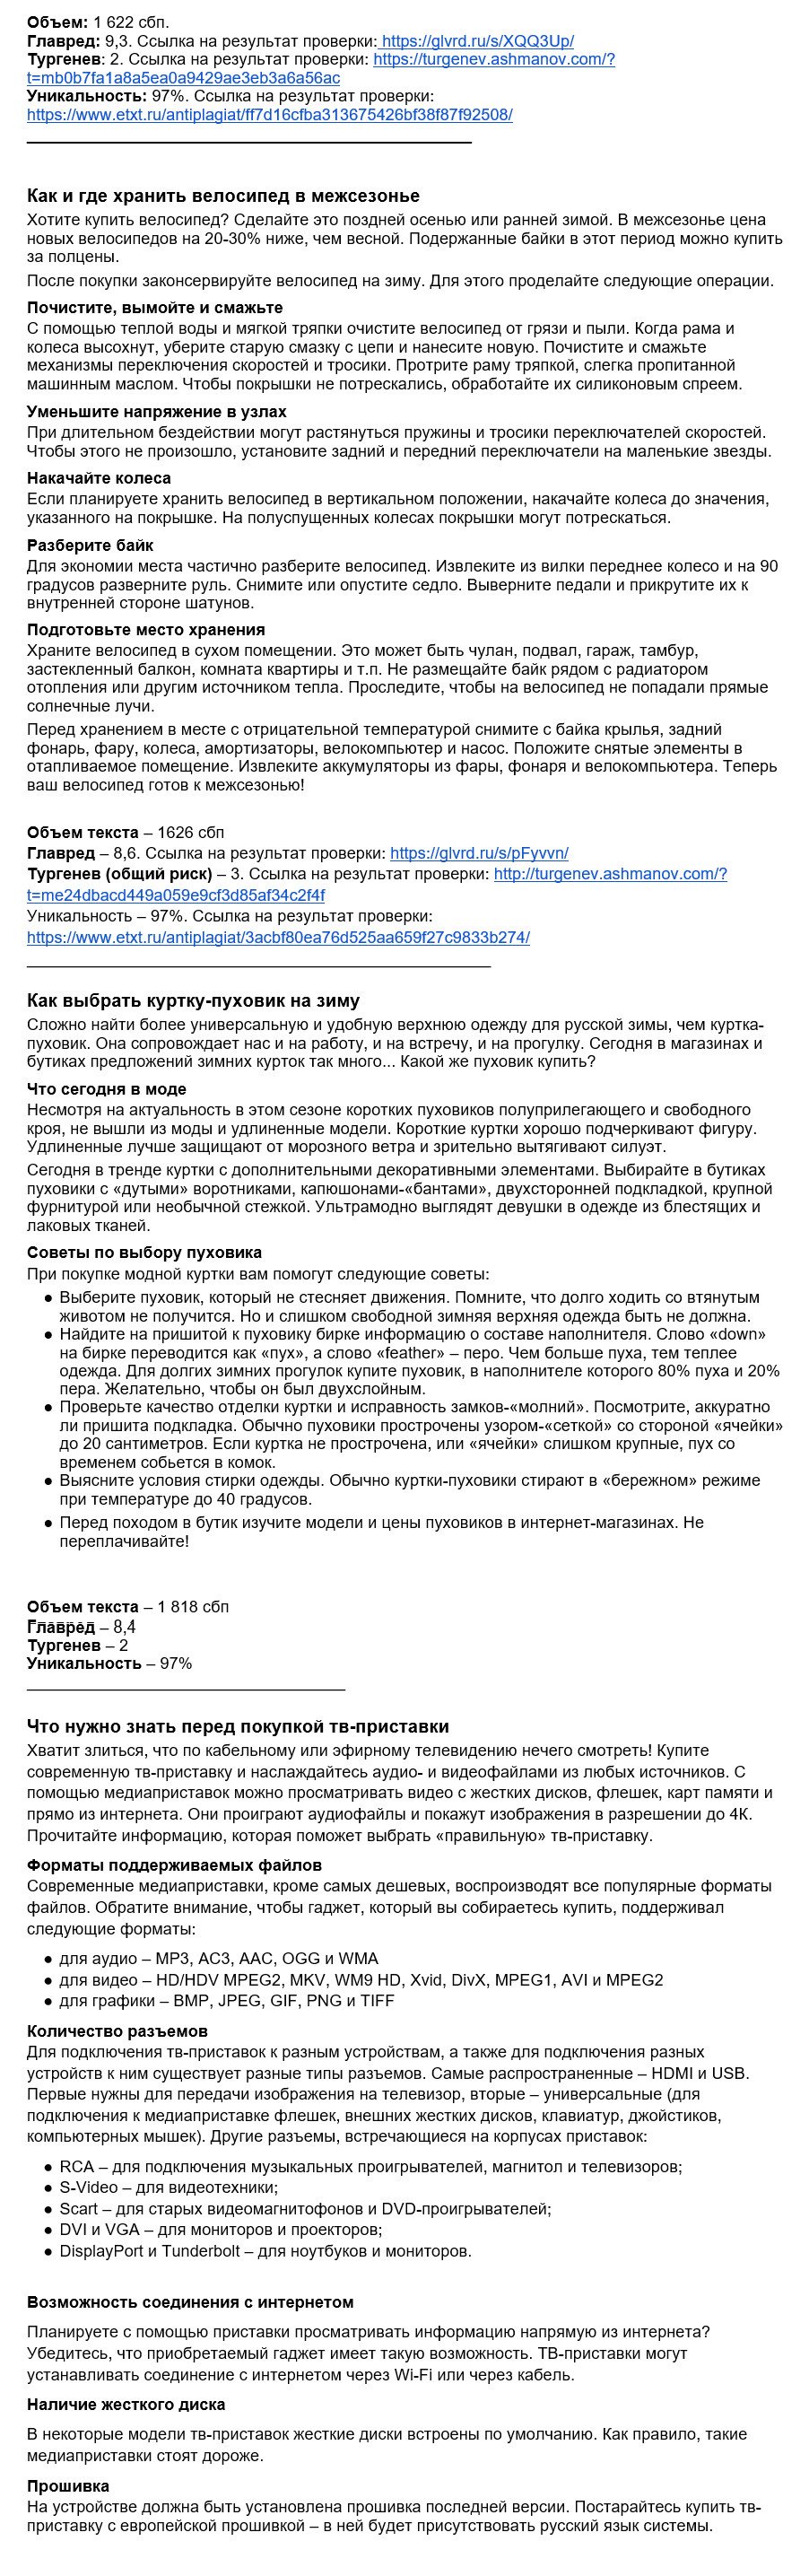 Объем: 1 622 сбп.
Главред: 9,3. Ссылка на результат проверки: https://glvrd.ru/s/XQQ3Up/
Тургенев: 2. Ссылка на результат проверки: https://turgenev.ashmanov.com/?
t=mb0b7fa1a8a5ea0a9429ae3eb3a6a56ac
Уникальность: 97%. Ссылка на результат проверки:
https://www.etxt.ru/antiplagiat/ff7d16cfba313675426bf38f87f92508/
Как и где хранить велосипед в межсезонье
Хотите купить велосипед? Сделайте это поздней осенью или ранней зимой. В межсезонье цена
новых велосипедов на 20-30% ниже, чем весной. Подержанные байки в этот период можно купить
за полцены.
После покупки законсервируйте велосипед на зиму. Для этого проделайте следующие операции.
Почистите, вымойте и смажьте
С помощью теплой воды и мягкой тряпки очистите велосипед от грязи и пыли. Когда рама и
колеса высохнут, уберите старую смазку с цепи и нанесите новую. Почистите и смажьте
механизмы переключения скоростей и тросики. Протрите раму тряпкой, слегка пропитанной
машинным маслом. Чтобы покрышки не потрескались, обработайте их силиконовым спреем.
Уменьшите напряжение в узлах
При длительном бездействии могут растянуться пружины и тросики переключателей скоростей.
Чтобы этого не произошло, установите задний и передний переключатели на маленькие звезды.
Накачайте колеса
Если планируете хранить велосипед в вертикальном положении, накачайте колеса до значения,
указанного на покрышке. На полуспущенных колесах покрышки могут потрескаться.
Разберите байк
Для экономии места частично разберите велосипед. Извлеките из вилки переднее колесо и на 90
градусов разверните руль. Снимите или опустите седло. Выверните педали и прикрутите их к
внутренней стороне шатунов.
Подготовьте место хранения
Храните велосипед в сухом помещении. Это может быть чулан, подвал, гараж, тамбур,
застекленный балкон, комната квартиры и т.п. Не размещайте байк рядом с радиатором
отопления или другим источником тепла. Проследите, чтобы на велосипед не попадали прямые
солнечные лучи.
Перед хранением в месте с отрицательной температурой снимите с байка крылья, задний
фонарь, фару, колеса, амортизаторы, велокомпьютер и насос. Положите снятые элементы в
отапливаемое помещение. Извлеките аккумуляторы из фары, фонаря и велокомпьютера. Теперь
ваш велосипед готов к межсезонью!
Объем текста – 1626 сбп
Главред – 8,6. Ссылка на результат проверки: https://glvrd.ru/s/pFyvvn/
Тургенев (общий риск) – 3. Ссылка на результат проверки: http://turgenev.ashmanov.com/?
t=me24dbacd449a059e9cf3d85af34c2f4f
Уникальность – 97%. Ссылка на результат проверки:
https://www.etxt.ru/antiplagiat/3acbf80ea76d525aa659f27c9833b274/
Как выбрать куртку-пуховик на зиму
Сложно найти более универсальную и удобную верхнюю одежду для русской зимы, чем куртка-
пуховик. Она сопровождает нас и на работу, и на встречу, и на прогулку. Сегодня в магазинах и
бутиках предложений зимних курток так много... Какой же пуховик купить?
Что сегодня в моде
Несмотря на актуальность в этом сезоне коротких пуховиков полуприлегающего и свободного
кроя, не вышли из моды и удлиненные модели. Короткие куртки хорошо подчеркивают фигуру.
Удлиненные лучше защищают от морозного ветра и зрительно вытягивают силуэт.
Сегодня в тренде куртки с дополнительными декоративными элементами. Выбирайте в бутиках
пуховики с «дутыми» воротниками, капюшонами-«бантами», двухсторонней подкладкой, крупной
фурнитурой или необычной стежкой. Ультрамодно выглядят девушки в одежде из блестящих и
лаковых тканей.
Советы по выбору пуховика
При покупке модной куртки вам помогут следующие советы:
● Выберите пуховик, который не стесняет движения. Помните, что долго ходить со втянутым
животом не получится. Но и слишком свободной зимняя верхняя одежда быть не должна.
● Найдите на пришитой к пуховику бирке информацию о составе наполнителя. Слово «down»
на бирке переводится как «пух», а слово «feather» – перо. Чем больше пуха, тем теплее
одежда. Для долгих зимних прогулок купите пуховик, в наполнителе которого 80% пуха и 20%
пера. Желательно, чтобы он был двухслойным.
● Проверьте качество отделки куртки и исправность замков-«молний». Посмотрите, аккуратно
ли пришита подкладка. Обычно пуховики прострочены узором-«сеткой» со стороной «ячейки»
до 20 сантиметров. Если куртка не прострочена, или «ячейки» слишком крупные, пух со
временем собьется в комок.
● Выясните условия стирки одежды. Обычно куртки-пуховики стирают в «бережном» режиме
при температуре до 40 градусов.
● Перед походом в бутик изучите модели и цены пуховиков в интернет-магазинах. Не
переплачивайте!
Объем текста – 1 818 сбп
Главред – 8,4
Тургенев – 2
Уникальность – 97%
Что нужно знать перед покупкой тв-приставки
Хватит злиться, что по кабельному или эфирному телевидению нечего смотреть! Купите
современную тв-приставку и наслаждайтесь аудио- и видеофайлами из любых источников. С
помощью медиаприставок можно просматривать видео с жестких дисков, флешек, карт памяти и
прямо из интернета. Они проиграют аудиофайлы и покажут изображения в разрешении до 4К.
Прочитайте информацию, которая поможет выбрать «правильную» тв-приставку.
Форматы поддерживаемых файлов
Современные медиаприставки, кроме самых дешевых, воспроизводят все популярные форматы
файлов. Обратите внимание, чтобы гаджет, который вы собираетесь купить, поддерживал
следующие форматы:
● для аудио – MP3, AC3, AAC, OGG и WMA
● для видео – HD/HDV MPEG2, MKV, WM9 HD, Xvid, DivX, MPEG1, AVI и MPEG2
● для графики – BMP, JPEG, GIF, PNG и TIFF
Количество разъемов
Для подключения тв-приставок к разным устройствам, а также для подключения разных
устройств к ним существует разные типы разъемов. Самые распространенные – HDMI и USB.
Первые нужны для передачи изображения на телевизор, вторые – универсальные (для
подключения к медиаприставке флешек, внешних жестких дисков, клавиатур, джойстиков,
компьютерных мышек). Другие разъемы, встречающиеся на корпусах приставок:
● RCA – для подключения музыкальных проигрывателей, магнитол и телевизоров;
● S-Video – для видеотехники;
● Scart – для старых видеомагнитофонов и DVD-проигрывателей;
● DVI и VGA – для мониторов и проекторов;
● DisplayPort и Tunderbolt – для ноутбуков и мониторов.
Возможность соединения с интернетом
Планируете с помощью приставки просматривать информацию напрямую из интернета?
Убедитесь, что приобретаемый гаджет имеет такую возможность. ТВ-приставки могут
устанавливать соединение с интернетом через Wi-Fi или через кабель.
Наличие жесткого диска
В некоторые модели тв-приставок жесткие диски встроены по умолчанию. Как правило, такие
медиаприставки стоят дороже.
Прошивка
На устройстве должна быть установлена прошивка последней версии. Постарайтесь купить тв-
приставку с европейской прошивкой – в ней будет присутствовать русский язык системы.